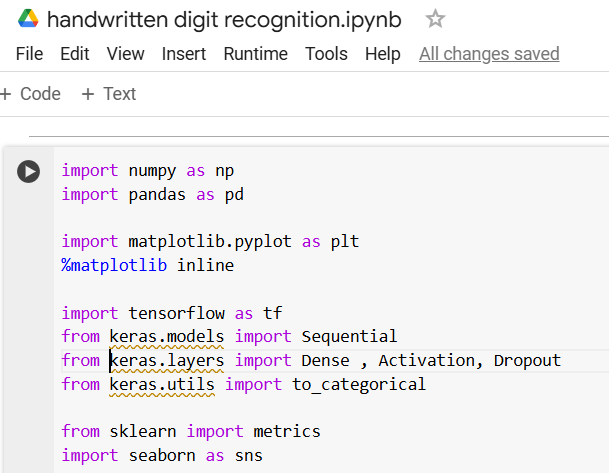 handwritten digit recognition.ipynb
File Edit View Insert Runtime Tools Help All changes saved
+ Code + Text
import numpy as np
import pandas as pd
import matplotlib.pyplot as plt
%matplotlib inline
import tensorflow as tf
from keras.models import Sequential
from keras.layers import Dense , Activation, Dropout
from keras.utils import to_categorical
from sklearn import metrics
import seaborn as sns